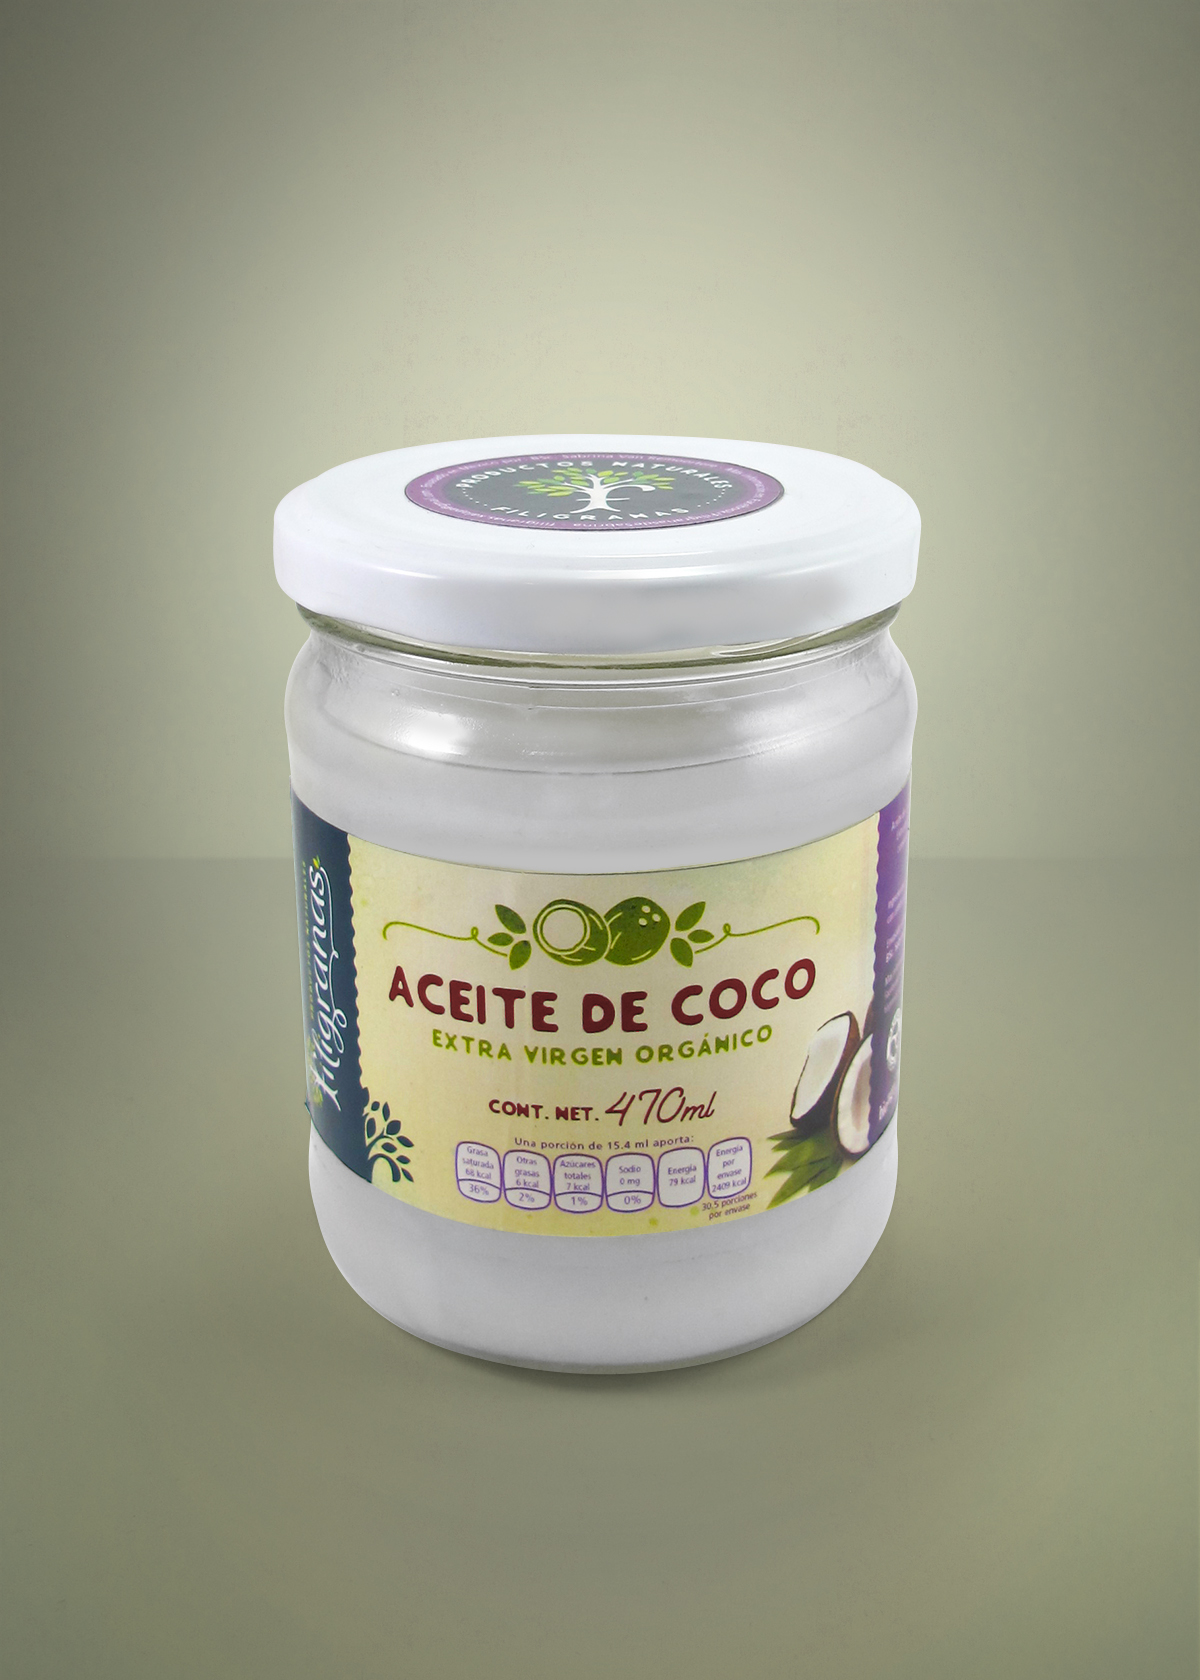 PRODUCTOS NATURALES
FILIGRANAS
PRODUCTOS NATURALES
Filigranas
ACEITE DE COCO
EXTRA VIRGEN ORGÁNICO
CONT. NET. 470ml
Una porción de 15.4 ml aporta:
Grasa saturada 68 kcal 36%
Otras grasas 6 kcal 2%
Azúcares totales 7 kcal 1%
Sodio 0 mg 0%
Energía 79 kcal
Energía por envase 2409 kcal
30.5 porciones
por envase